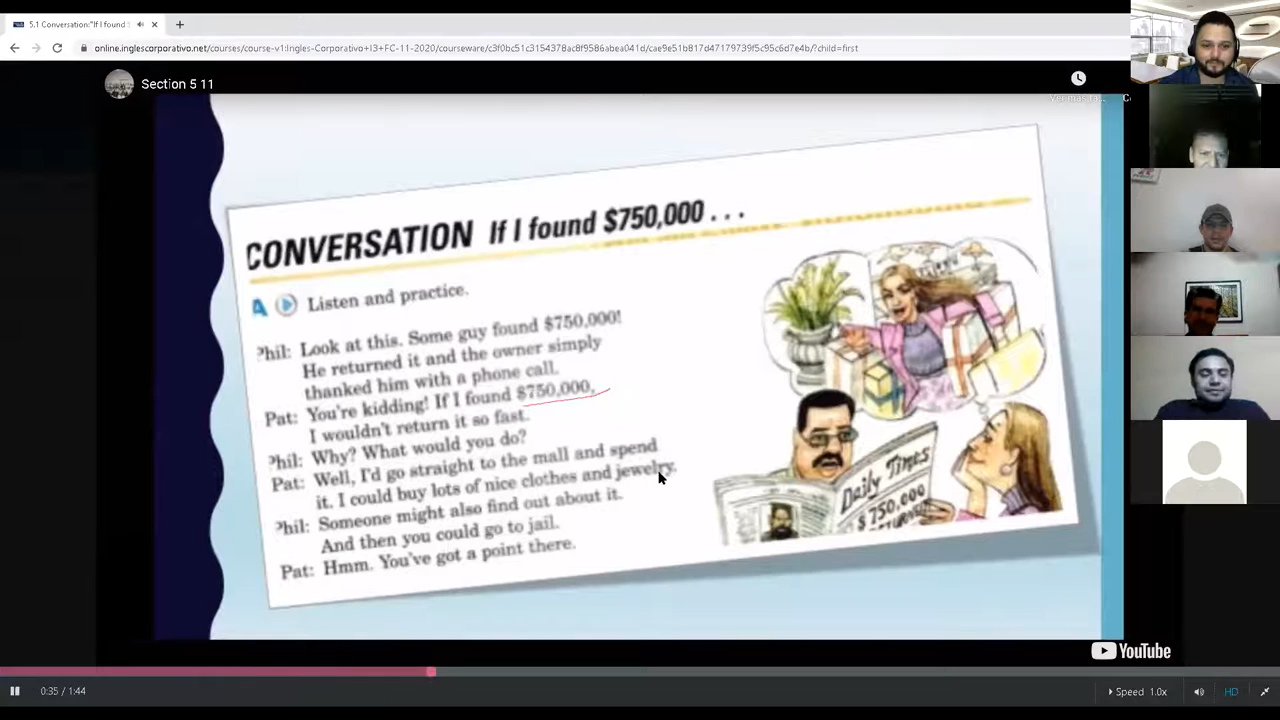 5.1 Conversation:"If I found
online.inglescorporativo.net/courses/course-v1:Ingles-Corporativo+I3+FC-11-2020/courseware/c3f0bc51c3154378ac8f9586abea041d/cae9e51b817d47179739f5c95c6d7e4b/?child=first
Section 5 11
CONVERSATION If I found $750,000 . . .
A Listen and practice.
Phil: Look at this. Some guy found $750,000!
He returned it and the owner simply
thanked him with a phone call.
Pat: You're kidding! If I found $750,000,
I wouldn't return it so fast.
Phil: Why? What would you do?
Pat: Well, I'd go straight to the mall and spend
it. I could buy lots of nice clothes and jewelry.
Phil: Someone might also find out about it.
And then you could go to jail.
Pat: Hmm. You've got a point there.
Daily Times
$750,000
YouTube
0:35 / 1:44
Speed 1.0x
HD